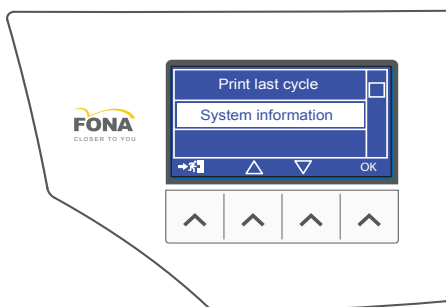 Print last cycle
System information
OK
FONA
CLOSER TO YOU